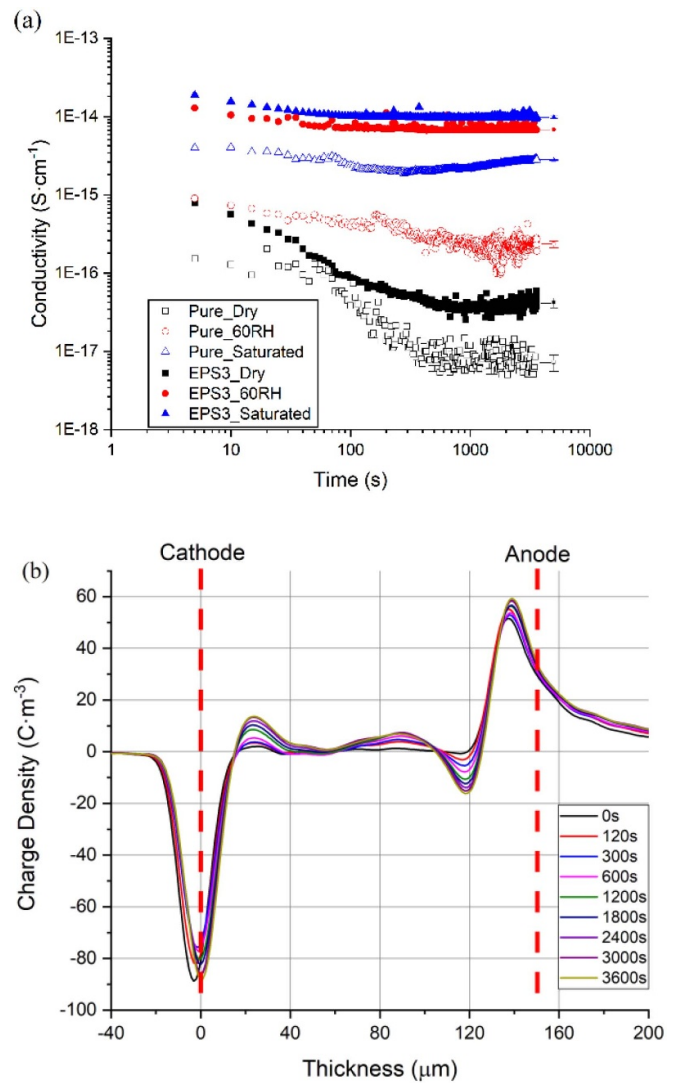 (a)
1E-13
1E-14
1E-15
1E-16
1E-17
1E-18
Conductivity (S·cm⁻¹)
Pure_Dry
Pure_60RH
Pure_Saturated
EPS3_Dry
EPS3_60RH
EPS3_Saturated
1 10 100 1000 10000
Time (s)
Cathode Anode
(b)
60
40
20
0
-20
-40
-60
-80
-100
Charge Density (C·m⁻³)
0s
120s
300s
600s
1200s
1800s
2400s
3000s
3600s
-40 0 40 80 120 160 200
Thickness (μm)